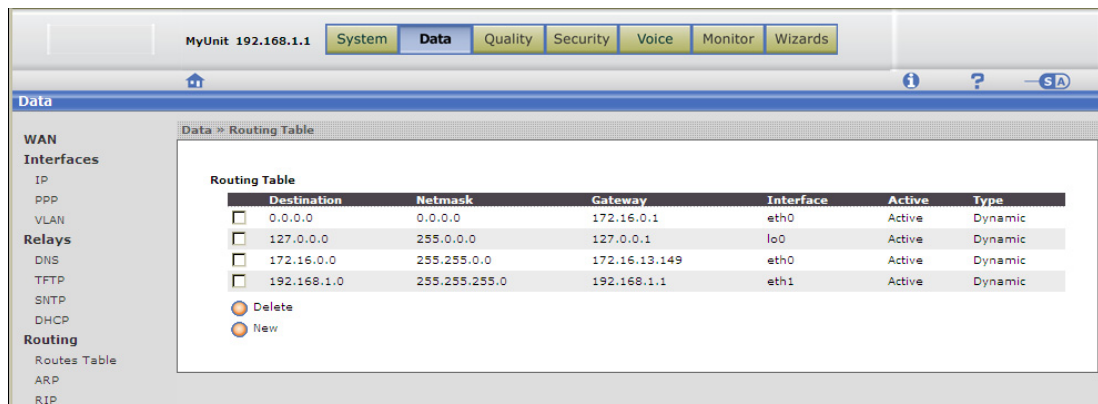 MyUnit 192.168.1.1 System Data Quality Security Voice Monitor Wizards
i ? SA
Data
WAN
Interfaces
IP
PPP
VLAN
Relays
DNS
TFTP
SNTP
DHCP
Routing
Routes Table
ARP
RIP
Data » Routing Table
Routing Table
Destination Netmask Gateway Interface Active Type
0.0.0.0 0.0.0.0 172.16.0.1 eth0 Active Dynamic
127.0.0.0 255.0.0.0 127.0.0.1 lo0 Active Dynamic
172.16.0.0 255.255.0.0 172.16.13.149 eth0 Active Dynamic
192.168.1.0 255.255.255.0 192.168.1.1 eth1 Active Dynamic
Delete
New